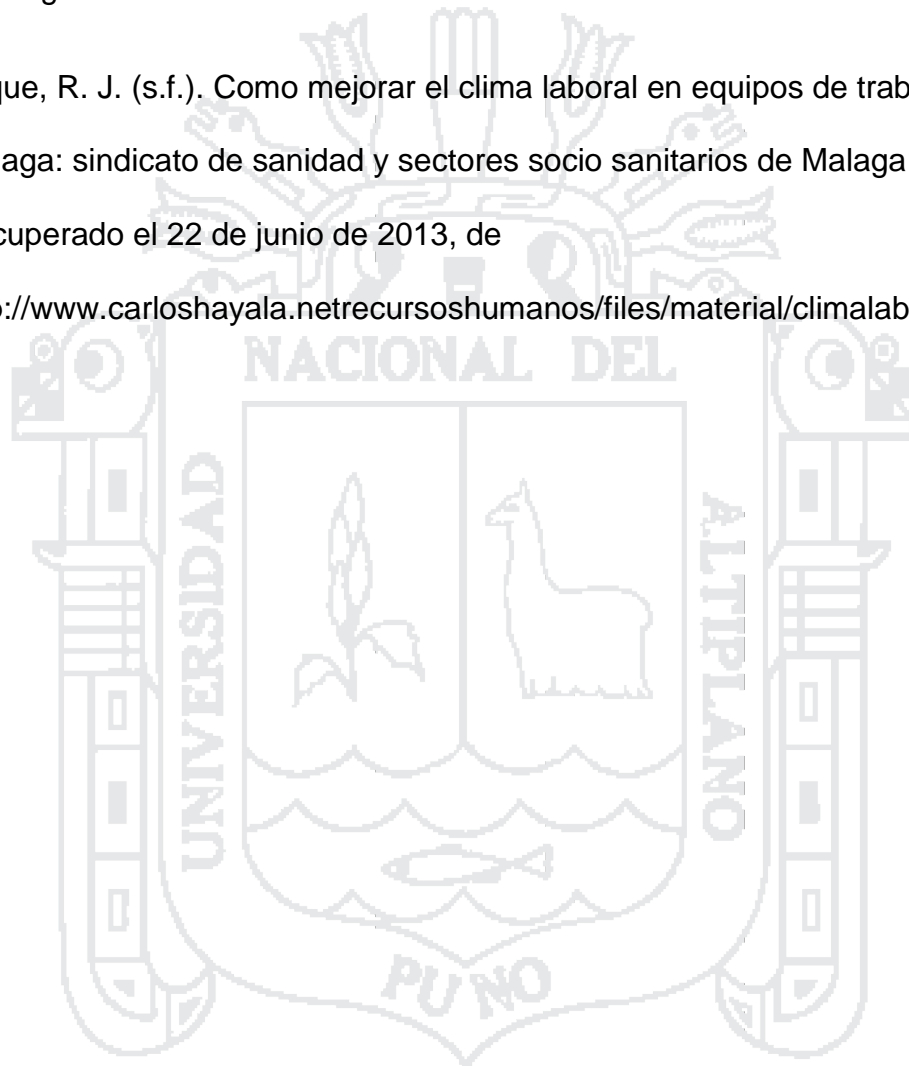 que, R. J. (s.f.). Como mejorar el clima laboral en equipos de trab
laga: sindicato de sanidad y sectores socio sanitarios de Malaga
cuperado el 22 de junio de 2013, de
://www.carloshayala.netrecursoshumanos/files/material/climalab
NACIONAL DEL
UNIVERSIDAD
ALTIPLANO
PUNO